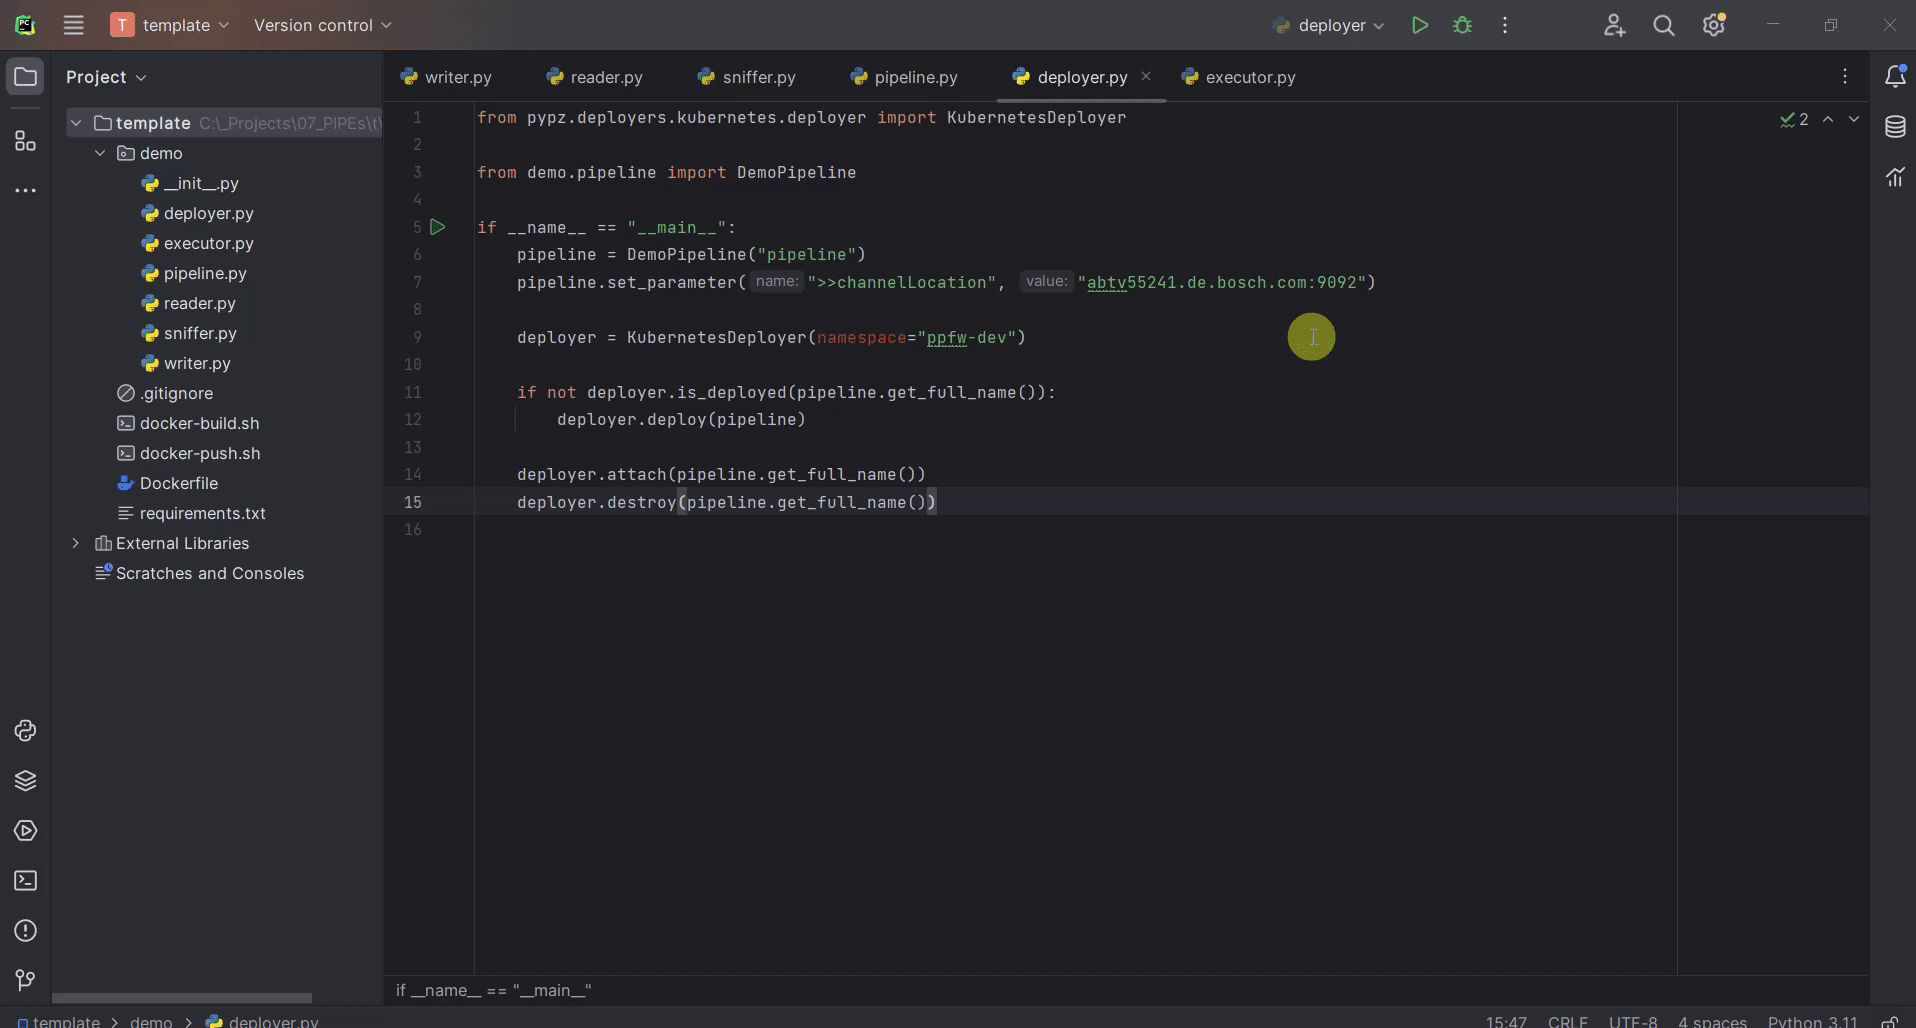 PC
T template Version control deployer
Project
writer.py reader.py sniffer.py pipeline.py deployer.py executor.py
template C:\_Projects\07_PIPEs\t\
demo
__init__.py
deployer.py
executor.py
pipeline.py
reader.py
sniffer.py
writer.py
.gitignore
docker-build.sh
docker-push.sh
Dockerfile
requirements.txt
External Libraries
Scratches and Consoles
2
1 from pypz.deployers.kubernetes.deployer import KubernetesDeployer
2
3 from demo.pipeline import DemoPipeline
4
5 if __name__ == "__main__":
6 pipeline = DemoPipeline("pipeline")
7 pipeline.set_parameter( name: ">>channelLocation", value: "abtv55241.de.bosch.com:9092")
8
9 deployer = KubernetesDeployer(namespace="ppfw-dev")
10
11 if not deployer.is_deployed(pipeline.get_full_name()):
12 deployer.deploy(pipeline)
13
14 deployer.attach(pipeline.get_full_name())
15 deployer.destroy(pipeline.get_full_name())
16
if __name__ == "__main__"
template > demo > deployer.py 15:47 CRLF UTF-8 4 spaces Python 3.11